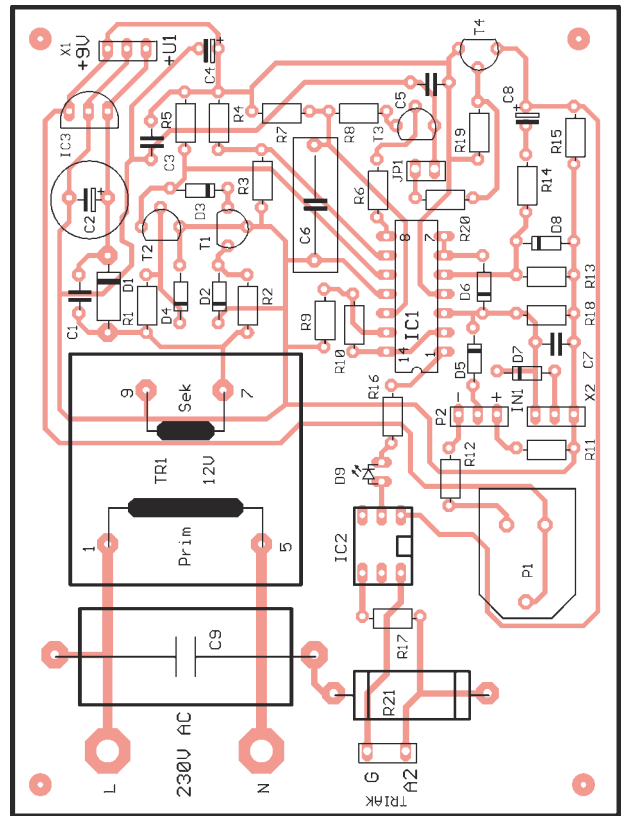 X1
+9V
+U1
C4
T4
IC3
R5
R4
R7
R8
T3
C5
C8
R19
R15
C3
JP1
R14
R3
R6
C2
D3
C6
R20
D8
T2
T1
8
7
D1
D6
R13
C1
R1
D4
D2
R2
R9
R10
IC1
R18
14
1
D5
D7
C7
9
Sek
7
R16
P2
-
+
IN1
X2
TR1
12V
R12
R11
D9
1
Prim
5
IC2
P1
C9
R17
R21
230V AC
L
N
G
A2
TRIAK